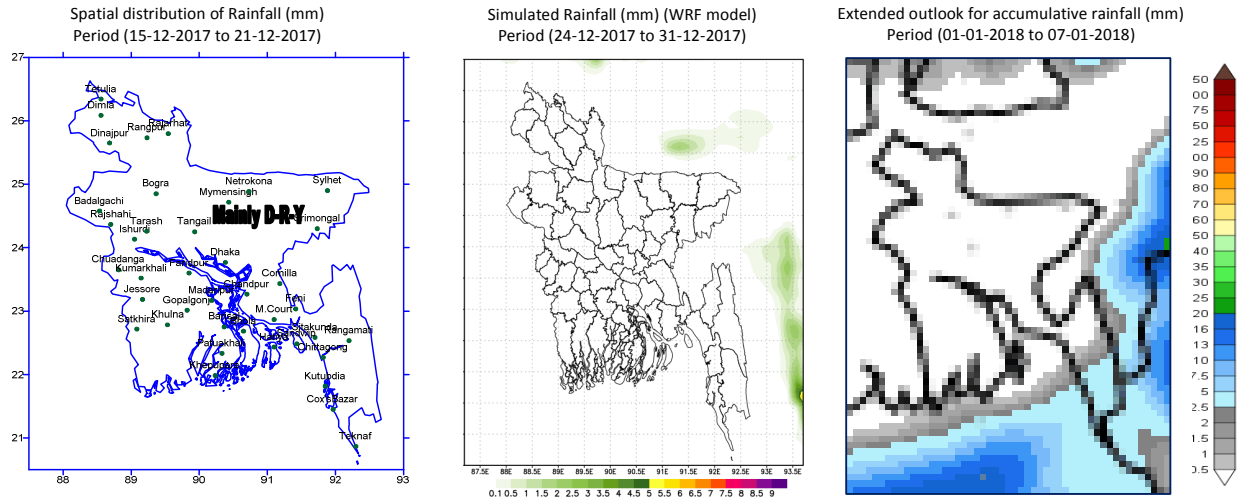 Spatial distribution of Rainfall (mm)
Period (15-12-2017 to 21-12-2017)
27
26
25
24
23
22
21
88
89
90
91
92
93
Tetulia
Dimla
Rajarhat
Rangpur
Dinajpur
Bogra
Netrokona
Sylhet
Mymensingh
Badalgachi
Mainly D-R-Y
Rajshahi
Tarash
Tangail
Srimongal
Ishurdi
Dhaka
Chuadanga
Faridpur
Kumarkhali
Comilla
Chandpur
Jessore
Gopalgonj
Feni
M.Court
Khulna
Satkhira
Sitakunda
Rangamati
Chittagong
Kutubdia
Teknaf
Simulated Rainfall (mm) (WRF model)
Period (24-12-2017 to 31-12-2017)
87.5E 88E 88.5E 89E 89.5E 90E 90.5E 91E 91.5E 92E 92.5E 93E 93.5E
0.1 0.5 1 1.5 2 2.5 3 3.5 4 4.5 5 5.5 6 6.5 7 7.5 8 8.5 9
Extended outlook for accumulative rainfall (mm)
Period (01-01-2018 to 07-01-2018)
50
00
75
50
25
00
90
80
70
60
50
40
35
30
25
20
16
13
10
7.5
5
2.5
2
1.5
1
0.5